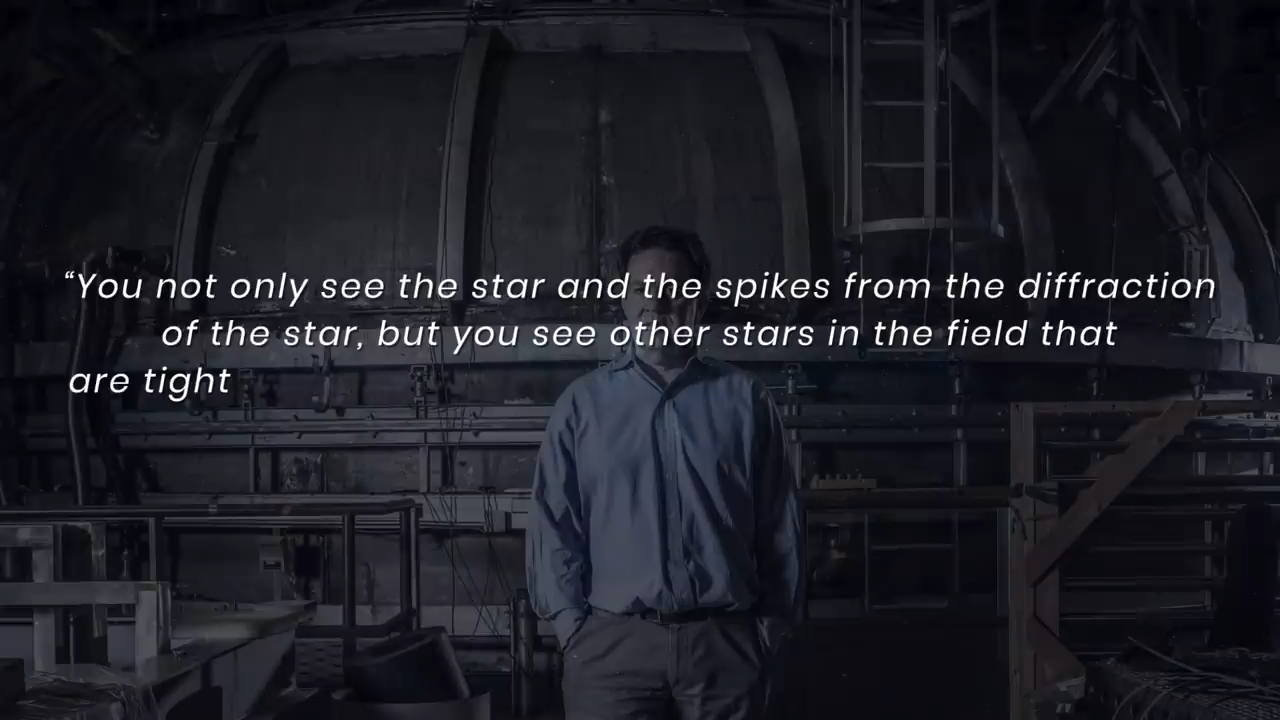 “You not only see the star and the spikes from the diffraction
of the star, but you see other stars in the field that
are tight